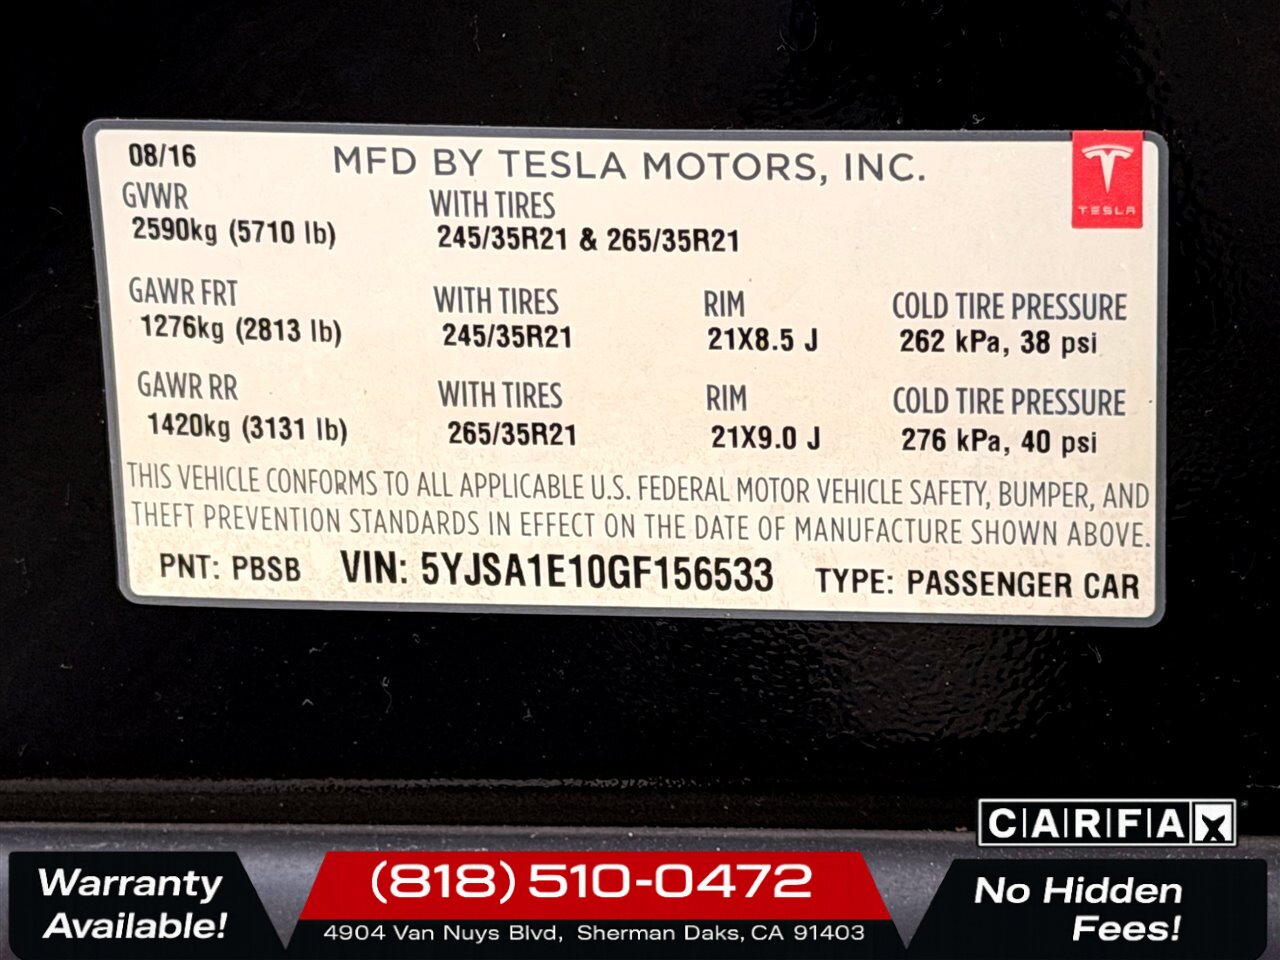 08/16
MFD BY TESLA MOTORS, INC.
TESLA
GVWR
WITH TIRES
2590kg (5710 lb)
245/35R21 & 265/35R21
GAWR FRT
WITH TIRES
RIM
COLD TIRE PRESSURE
1276kg (2813 lb)
245/35R21
21X8.5 J
262 kPa, 38 psi
GAWR RR
WITH TIRES
RIM
COLD TIRE PRESSURE
1420kg (3131 lb)
265/35R21
21X9.0 J
276 kPa, 40 psi
THIS VEHICLE CONFORMS TO ALL APPLICABLE U.S. FEDERAL MOTOR VEHICLE SAFETY, BUMPER, AND
THEFT PREVENTION STANDARDS IN EFFECT ON THE DATE OF MANUFACTURE SHOWN ABOVE.
PNT: PBSB VIN: 5YJSA1E10GF156533 TYPE: PASSENGER CAR
CARFAX
Warranty
Available!
(818) 510-0472
4904 Van Nuys Blvd, Sherman Daks, CA 91403
No Hidden
Fees!